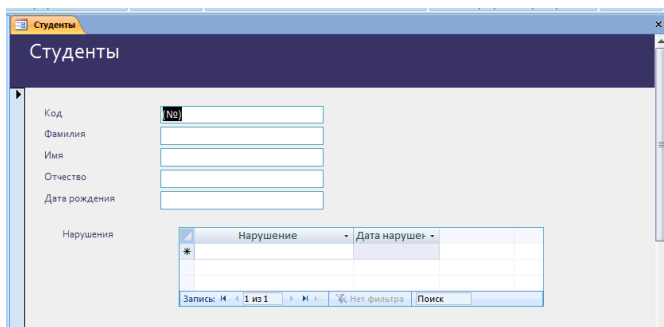 Студенты
Студенты
Код (№)
Фамилия
Имя
Отчество
Дата рождения
Нарушения
Нарушение Дата нарушен
Запись: 1 из 1 Нет фильтра Поиск